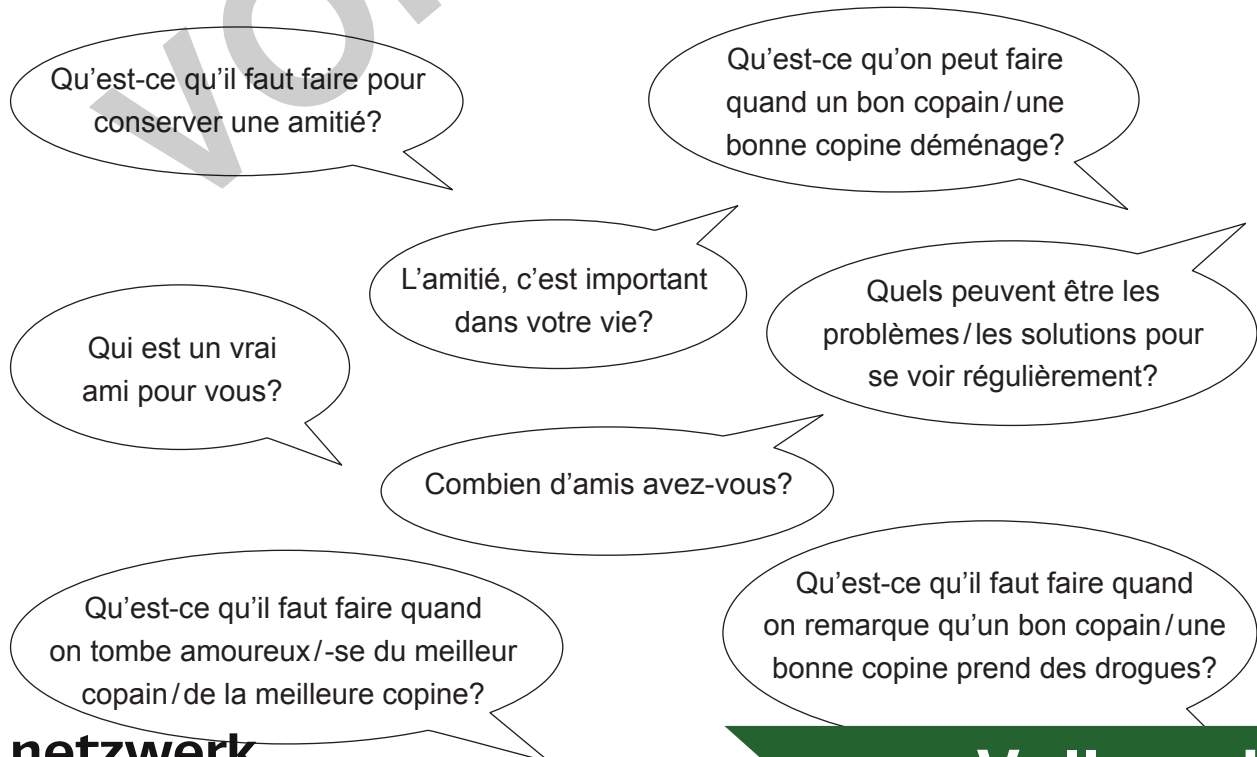 Qu'est-ce qu'il faut faire pour
conserver une amitié?
Qu'est-ce qu'on peut faire
quand un bon copain/une
bonne copine déménage?
L'amitié, c'est important
dans votre vie?
Quels peuvent être les
problèmes/les solutions pour
se voir régulièrement?
Qui est un vrai
ami pour vous?
Combien d'amis avez-vous?
Qu'est-ce qu'il faut faire quand
on tombe amoureux/-se du meilleur
copain/de la meilleure copine?
Qu'est-ce qu'il faut faire quand
on remarque qu'un bon copain/une
bonne copine prend des drogues?
netzwerk